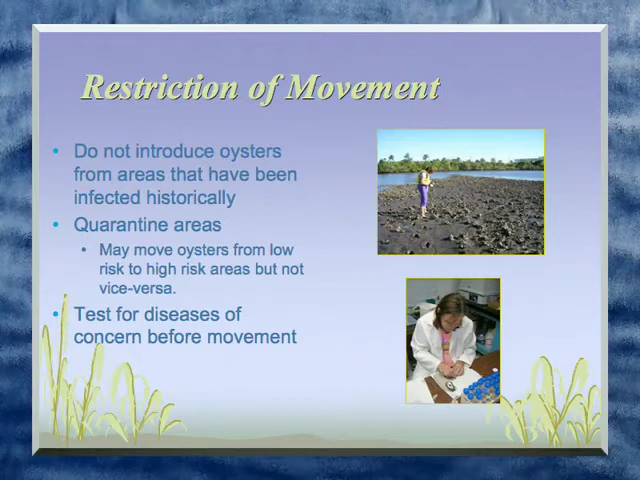 Restriction of Movement
• Do not introduce oysters
from areas that have been
infected historically
• Quarantine areas
• May move oysters from low
risk to high risk areas but not
vice-versa.
• Test for diseases of
concern before movement